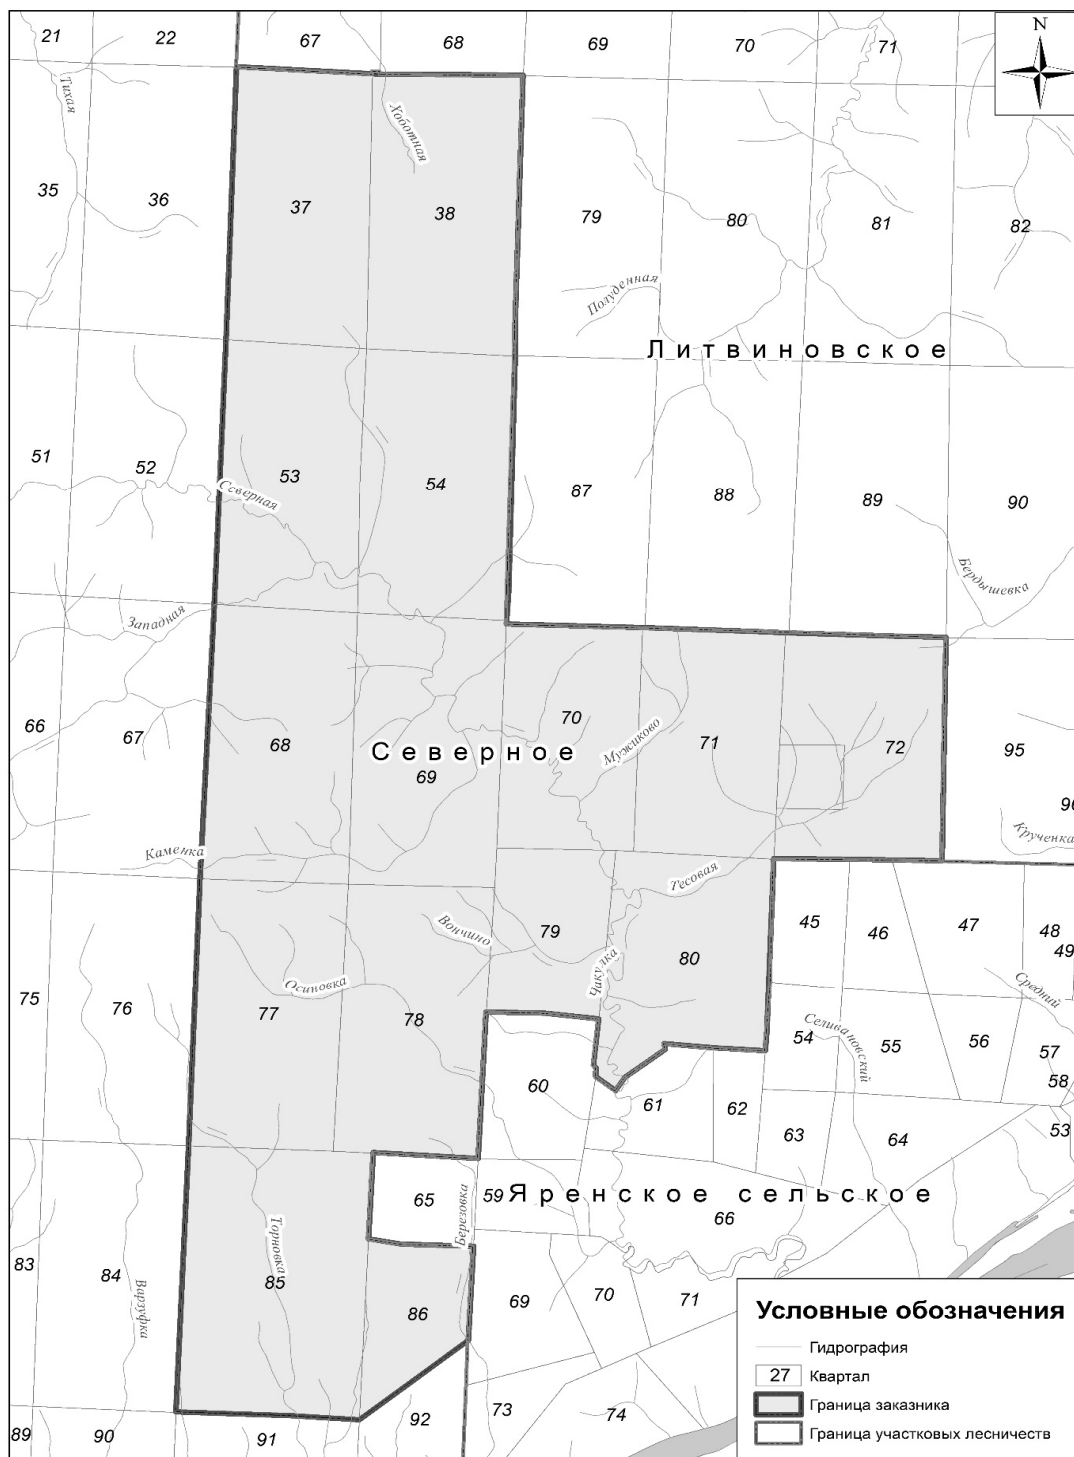 21 22 67 68 69 70 71 N
Тихая
Хоботная
35 36 37 38 79 80 81 82
Полуденная
Литвиновское
51 52 53 54 87 88 89 90
Северная
Бердышевка
Западная
66 67 68 69 70 71 72 95
Мужиково
Северное
96
Крученка
Каменка
Тесовая
45 46 47 48
49
Вончино
79 80
Чакулка
Осиновка
Средний
75 76 77 78
Селивановский
54 55 56 57
58
60 61 62 63 64 53
65 59 Яренское сельское
66
Березовка
Торновка
83 84 85 86 69 70 71
Варзуфка
Условные обозначения
Гидрография
27 Квартал
Граница заказника
Граница участковых лесничеств
89 90 91 92 73 74